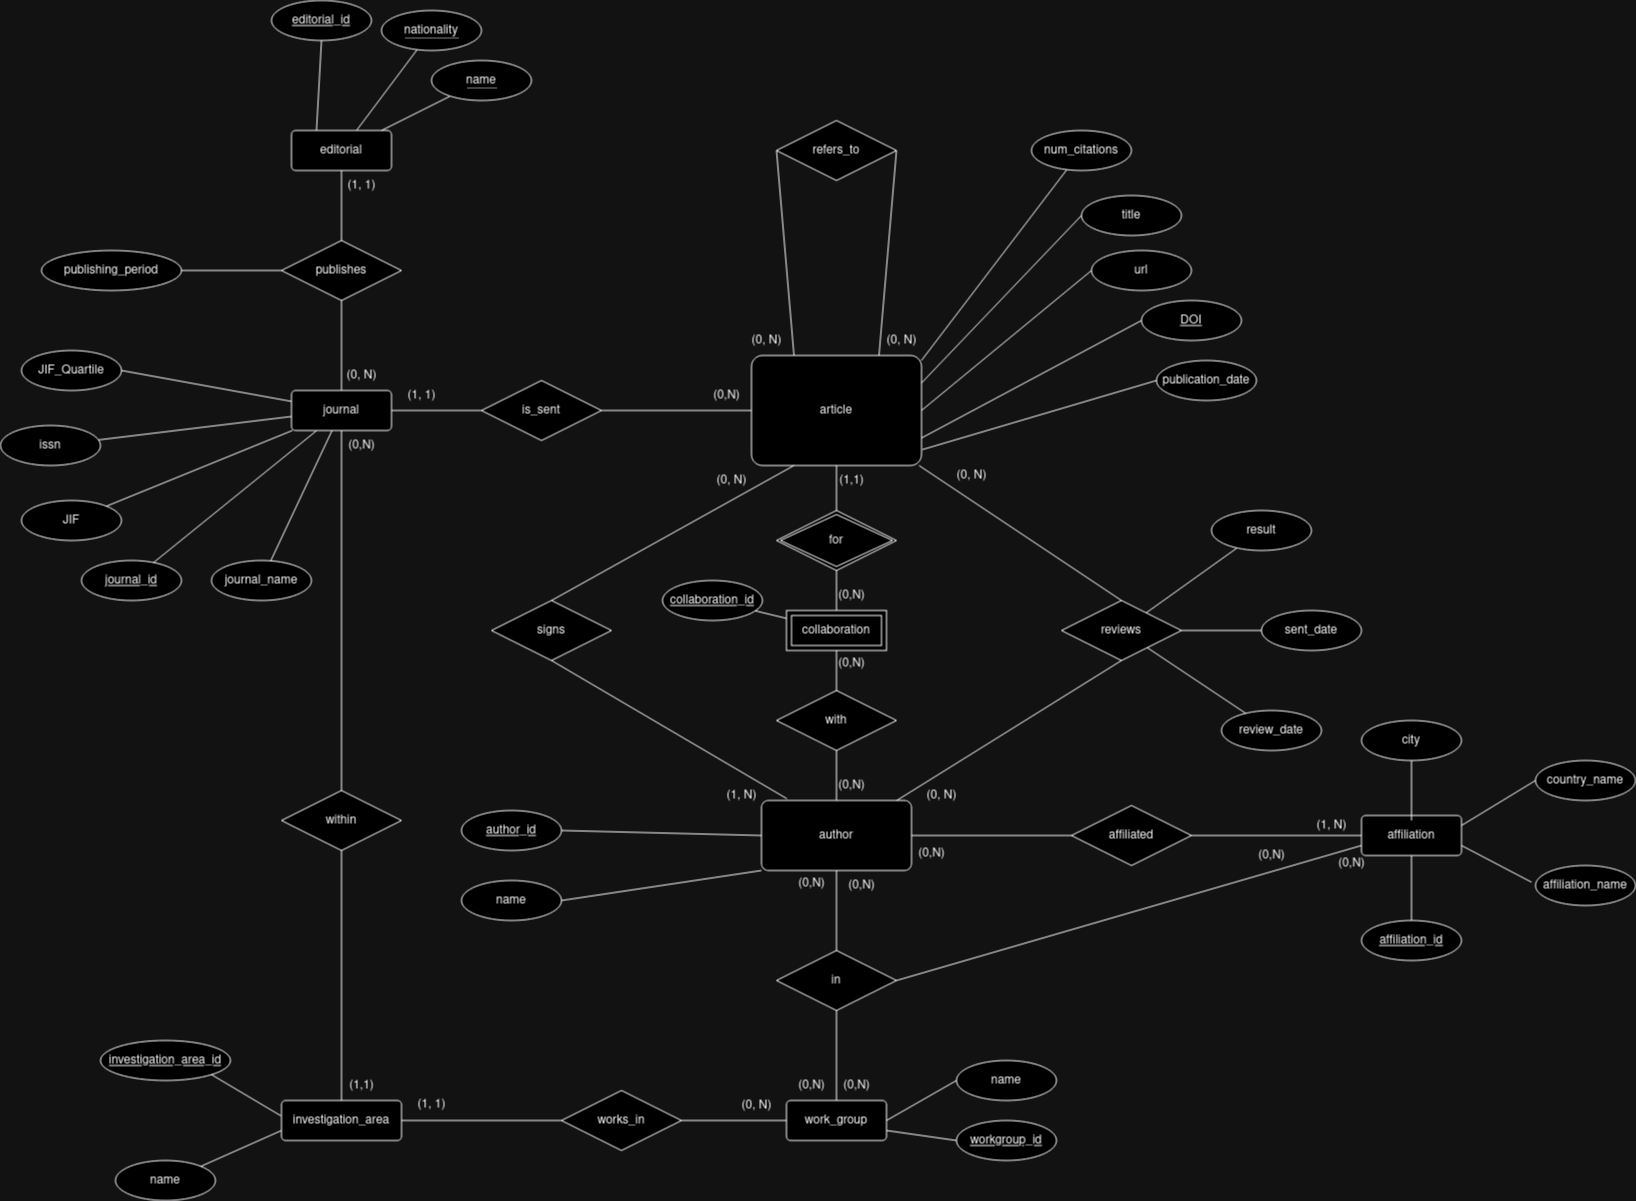 editorial_id
nationality
name
editorial
(1, 1)
publishing_period
publishes
(0, N)
JIF_Quartile
journal
(1, 1)
is_sent
(0,N)
issn
(0,N)
JIF
journal_id
journal_name
refers_to
(0, N)
(0, N)
num_citations
title
url
DOI
publication_date
article
(0, N)
(1,1)
(0, N)
for
result
(0,N)
collaboration_id
signs
collaboration
reviews
sent_date
(0,N)
with
review_date
city
(0,N)
(1, N)
(0, N)
country_name
within
author_id
author
affiliated
(1, N)
affiliation
(0,N)
(0,N)
(0,N)
(0,N)
(0,N)
name
affiliation_name
affiliation_id
in
investigation_area_id
(1,1)
(0,N)
(0,N)
name
investigation_area
(1, 1)
works_in
(0, N)
work_group
workgroup_id
name